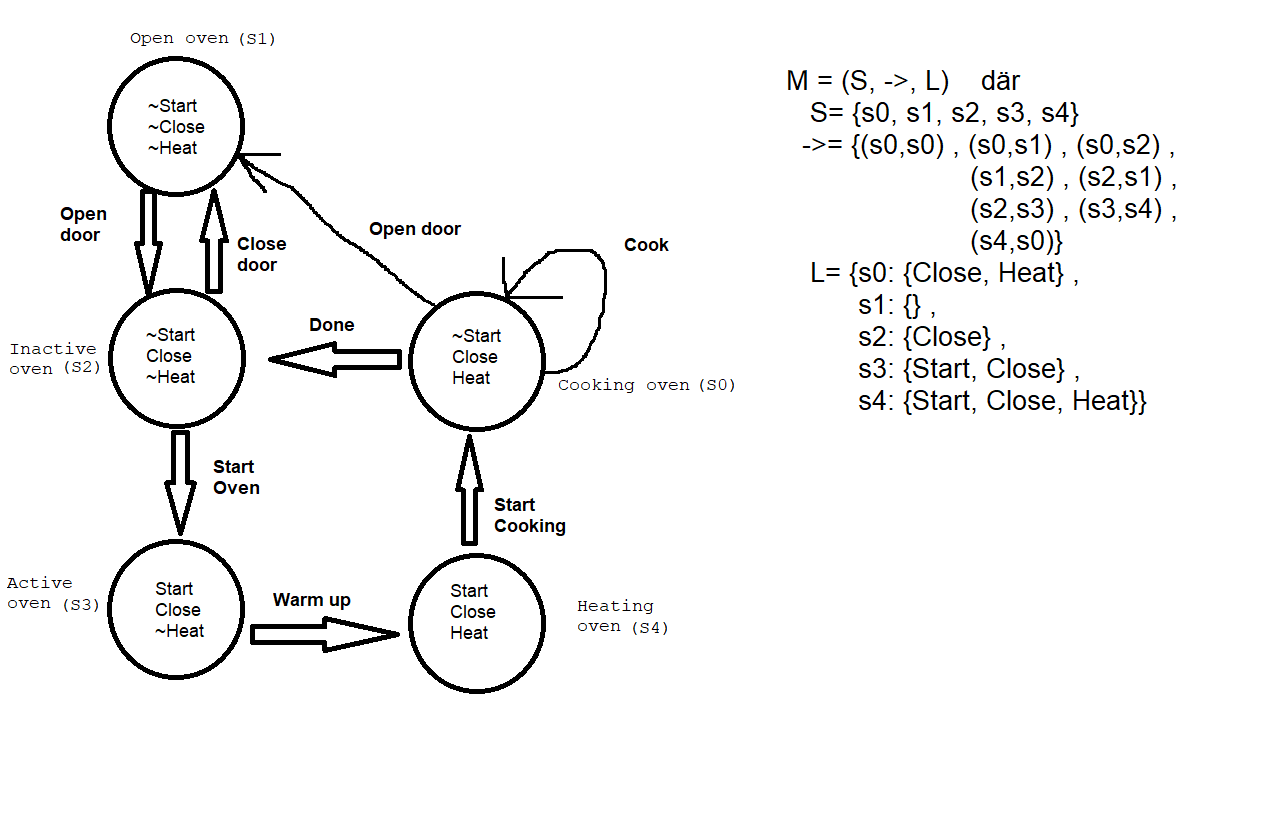 Open oven (S1)
~Start
~Close
~Heat
Open
door
Close
door
Open door
Cook
Inactive
oven (S2)
~Start
Close
~Heat
Done
~Start
Close
Heat
Cooking oven (S0)
Start
Oven
Start
Cooking
Active
oven (S3)
Start
Close
~Heat
Warm up
Start
Close
Heat
Heating
oven (S4)
M = (S, ->, L) där
S= {s0, s1, s2, s3, s4}
->= {(s0,s0) , (s0,s1) , (s0,s2) ,
(s1,s2) , (s2,s1) ,
(s2,s3) , (s3,s4) ,
(s4,s0)}
L= {s0: {Close, Heat} ,
s1: {} ,
s2: {Close} ,
s3: {Start, Close} ,
s4: {Start, Close, Heat}}